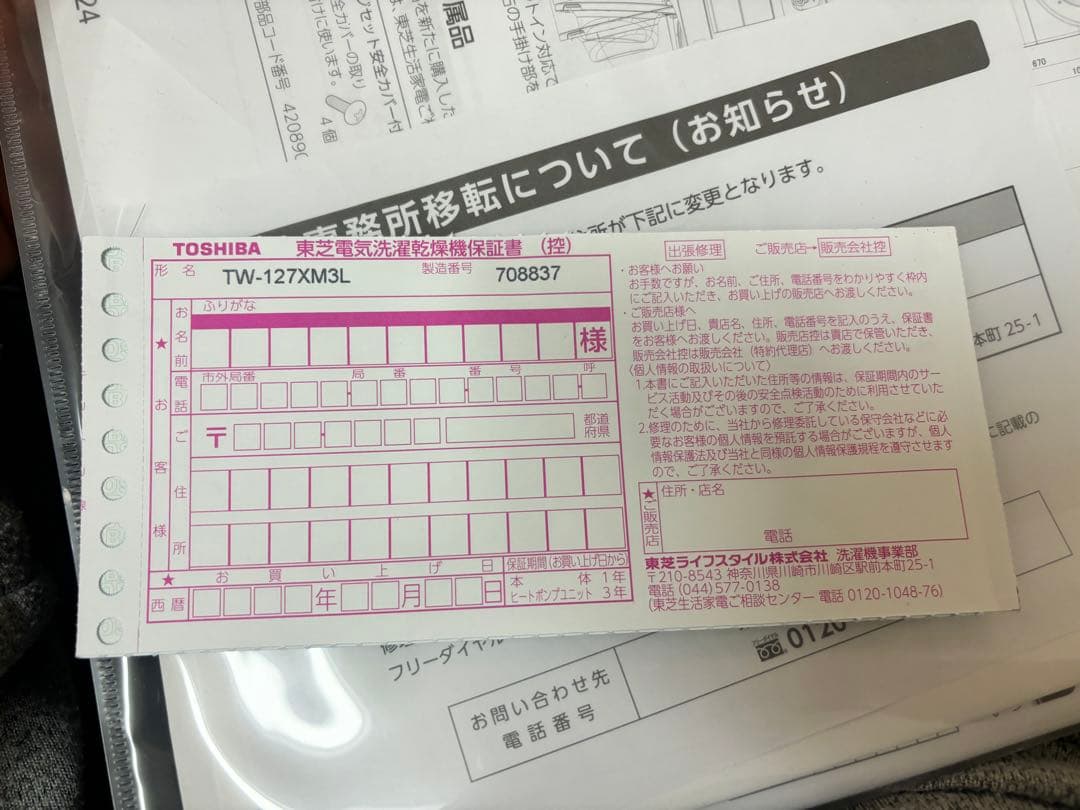 24
属品
を新たに購入した
は、東芝生活家電ご
ジセット安全カバー付
全カバーの取り
りに使います。
4 個
部品コード番号 42089
トイン対応で
の手掛け部を
670
事務所移転について（お知らせ）
所が下記に変更となります。
本町 25-1
に記載の
TOSHIBA 東芝電気洗濯乾燥機保証書 （控）
形 名 TW-127XM3L 製造番号 708837
★お客様
お名前
ふりがな
様
電話
市外局番 局 番 番 号 呼
ご住所
〒
都道府県
★ お 買 い 上 げ 日
西暦 年 月 日
保証期間（お買い上げ日から）
本 体 1 年
ヒートポンプユニット 3 年
出張修理 ご販売店→販売会社控
・お客様へお願い
お手数ですが、お名前、ご住所、電話番号をわかりやすく枠内
にご記入いただき、お買い上げの販売店へお渡しください。
・ご販売店様へ
お買い上げ日、貴店名、住所、電話番号を記入のうえ、保証書
をお客様へお渡しください。販売店控は貴店で保管いただき、
販売会社控は販売会社（特約代理店）へお渡しください。
〈個人情報の取扱いについて〉
1.本書にご記入いただいた住所等の情報は、保証期間内のサー
ビス活動及びその後の安全点検活動のために利用させていた
だく場合がございますので、ご了承ください。
2.修理のために、当社から修理委託している保守会社などに必
要なお客様の個人情報を預託する場合がございますが、個人
情報保護法及び当社と同様の個人情報保護規程を遵守させます
ので、ご了承ください。
★ご販売店
住所・店名
電話
東芝ライフスタイル株式会社 洗濯機事業部
〒210-8543 神奈川県川崎市川崎区駅前本町25-1
電話（044）577-0138
（東芝生活家電ご相談センター 電話 0120-1048-76）
フリーダイヤル
0120
お問い合わせ先
電話番号